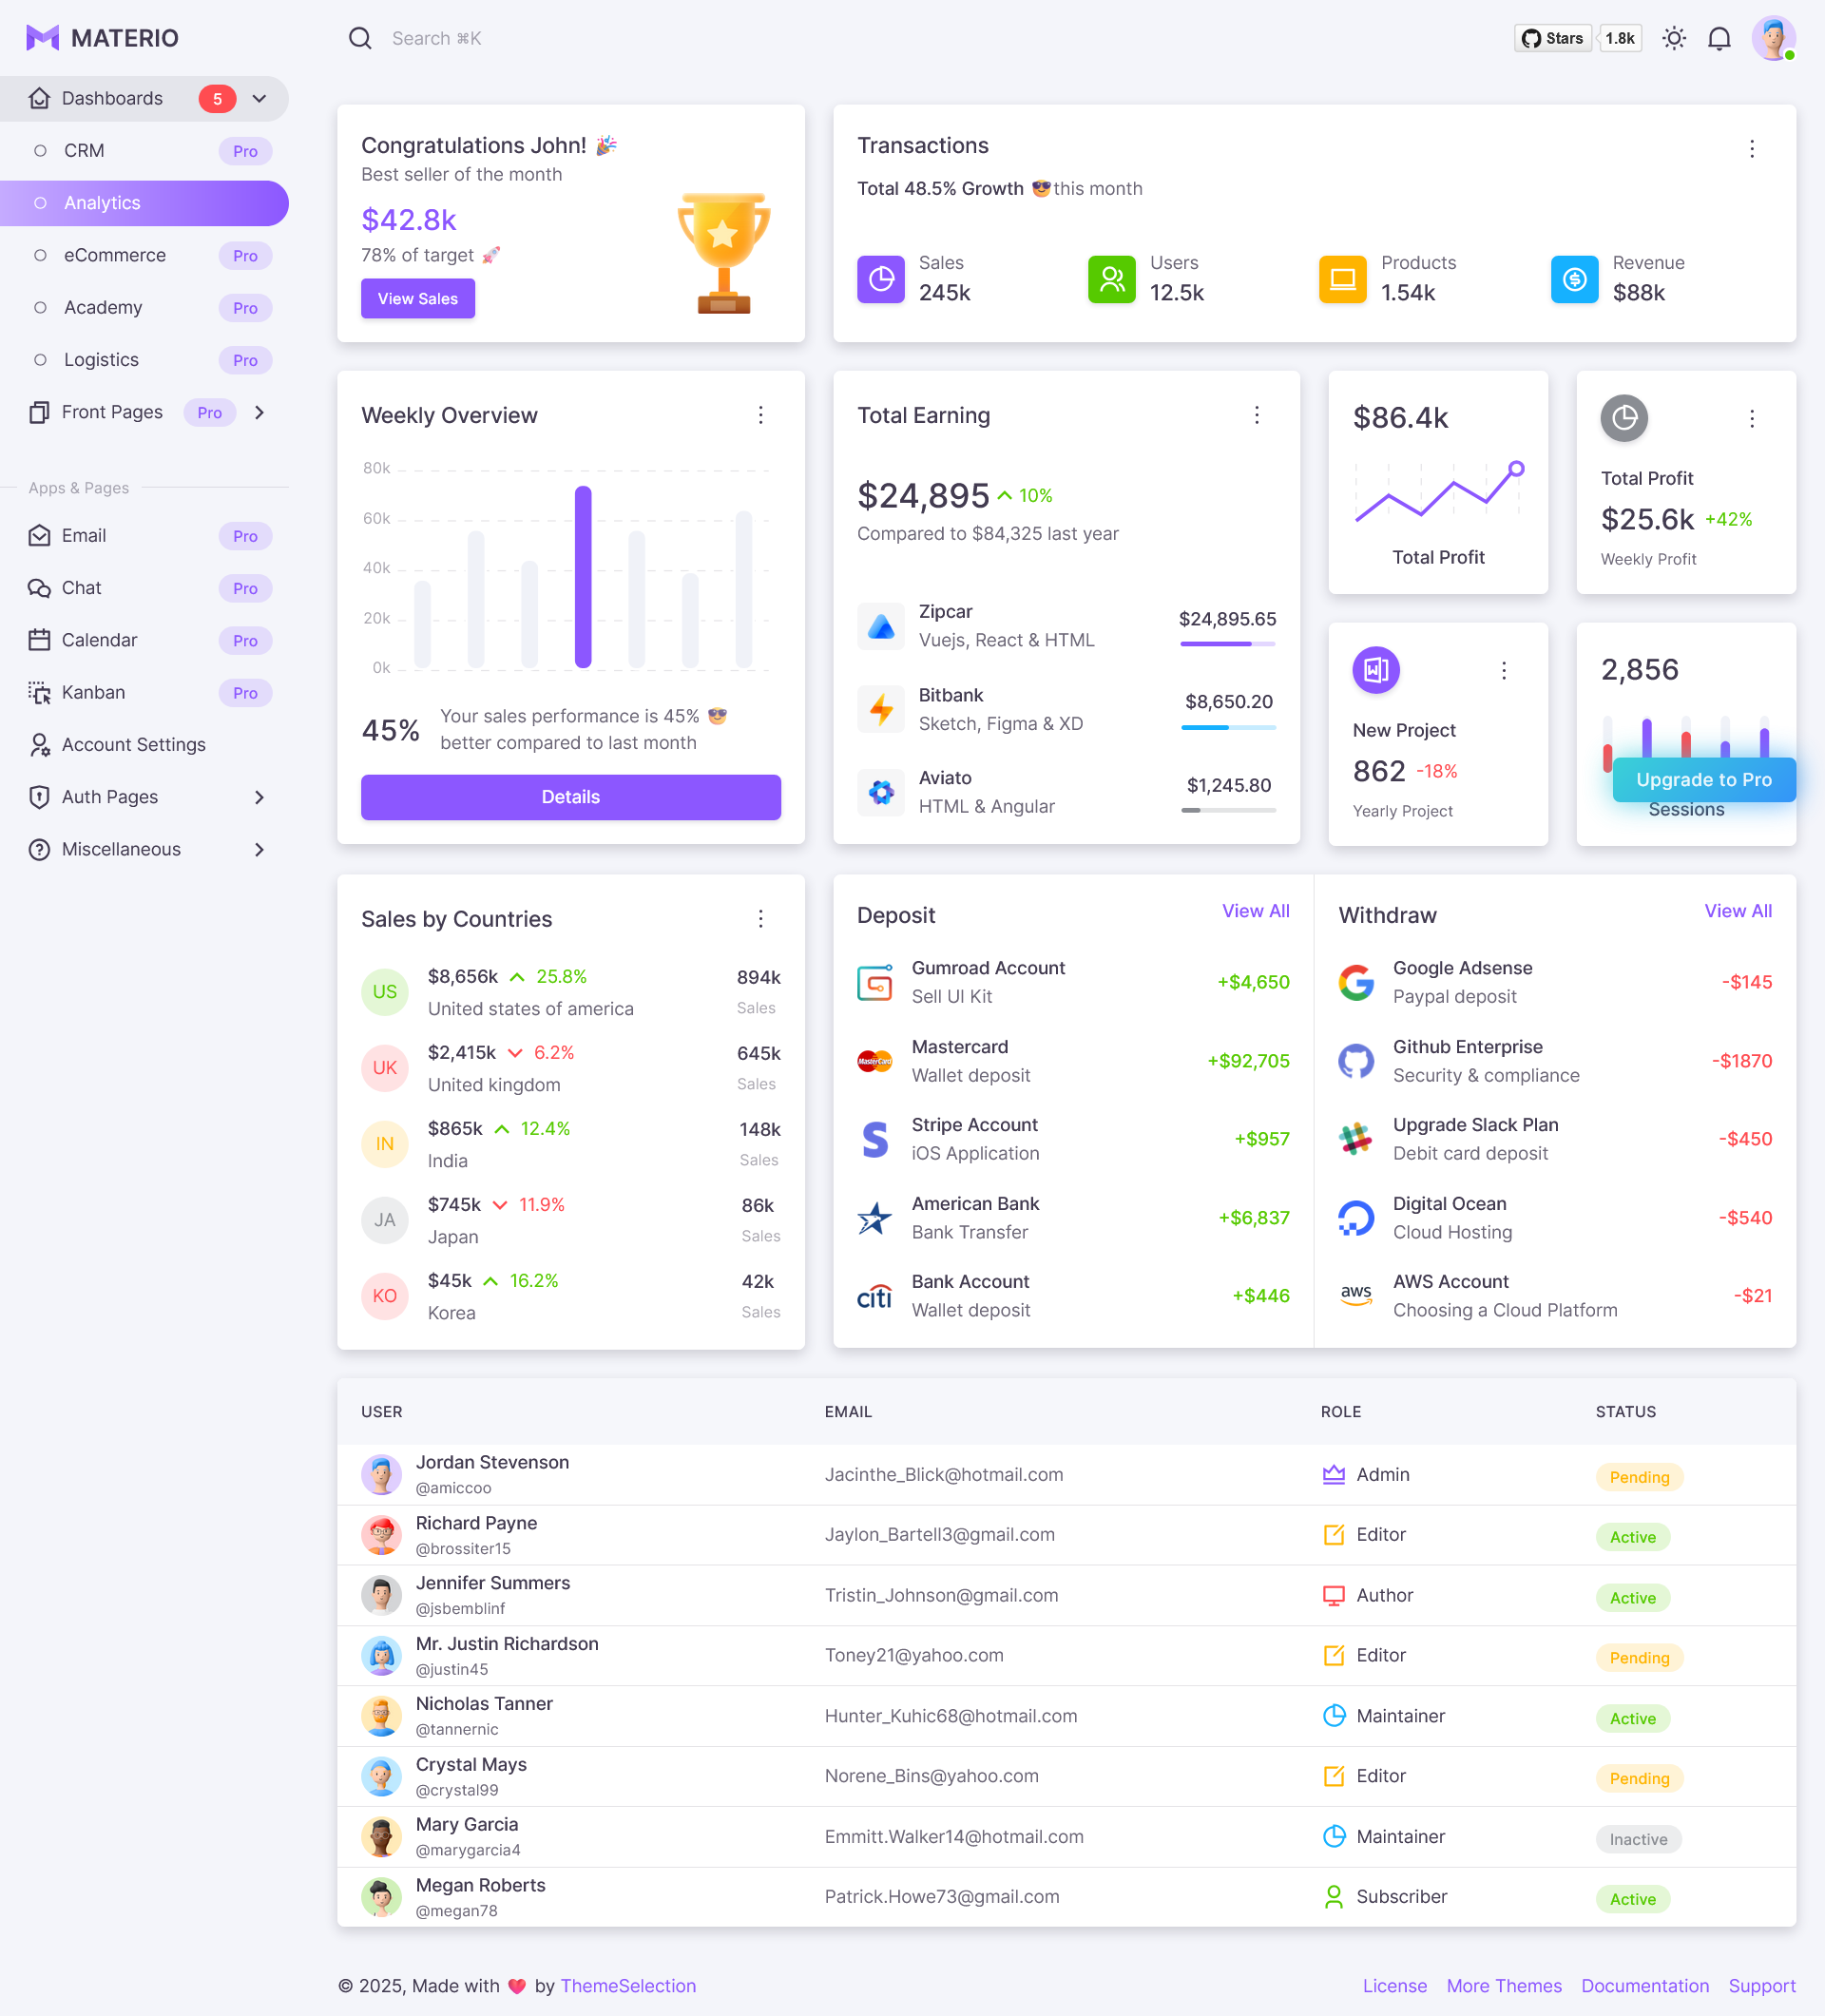 MATERIO
Search ⌘K
Stars
1.8k
Dashboards
5
CRM
Pro
Analytics
eCommerce
Pro
Academy
Pro
Logistics
Pro
Front Pages
Pro
Apps & Pages
Email
Pro
Chat
Pro
Calendar
Pro
Kanban
Pro
Account Settings
Auth Pages
Miscellaneous
Congratulations John! 🎉
Best seller of the month
$42.8k
78% of target 🚀
View Sales
Transactions
Total 48.5% Growth 😎 this month
Sales
245k
Users
12.5k
Products
1.54k
Revenue
$88k
Weekly Overview
80k
60k
40k
20k
0k
45%
Your sales performance is 45% 😎
better compared to last month
Details
Total Earning
$24,895
10%
Compared to $84,325 last year
Zipcar
Vuejs, React & HTML
$24,895.65
Bitbank
Sketch, Figma & XD
$8,650.20
Aviato
HTML & Angular
$1,245.80
$86.4k
Total Profit
Total Profit
$25.6k
+42%
Weekly Profit
New Project
862
-18%
Yearly Project
2,856
Upgrade to Pro
Sessions
Sales by Countries
US
$8,656k
25.8%
United states of america
894k
Sales
UK
$2,415k
6.2%
United kingdom
645k
Sales
IN
$865k
12.4%
India
148k
Sales
JA
$745k
11.9%
Japan
86k
Sales
KO
$45k
16.2%
Korea
42k
Sales
Deposit
View All
Gumroad Account
Sell UI Kit
+$4,650
MasterCard
Mastercard
Wallet deposit
+$92,705
Stripe Account
iOS Application
+$957
American Bank
Bank Transfer
+$6,837
citi
Bank Account
Wallet deposit
+$446
Withdraw
View All
Google Adsense
Paypal deposit
-$145
Github Enterprise
Security & compliance
-$1870
Upgrade Slack Plan
Debit card deposit
-$450
Digital Ocean
Cloud Hosting
-$540
aws
AWS Account
Choosing a Cloud Platform
-$21
USER
EMAIL
ROLE
STATUS
Jordan Stevenson
@amiccoo
Jacinthe_Blick@hotmail.com
Admin
Pending
Richard Payne
@brossiter15
Jaylon_Bartell3@gmail.com
Editor
Active
Jennifer Summers
@jsbemblinf
Tristin_Johnson@gmail.com
Author
Active
Mr. Justin Richardson
@justin45
Toney21@yahoo.com
Editor
Pending
Nicholas Tanner
@tannernic
Hunter_Kuhic68@hotmail.com
Maintainer
Active
Crystal Mays
@crystal99
Norene_Bins@yahoo.com
Editor
Pending
Mary Garcia
@marygarcia4
Emmitt.Walker14@hotmail.com
Maintainer
Inactive
Megan Roberts
@megan78
Patrick.Howe73@gmail.com
Subscriber
Active
© 2025, Made with ❤️ by ThemeSelection
License
More Themes
Documentation
Support